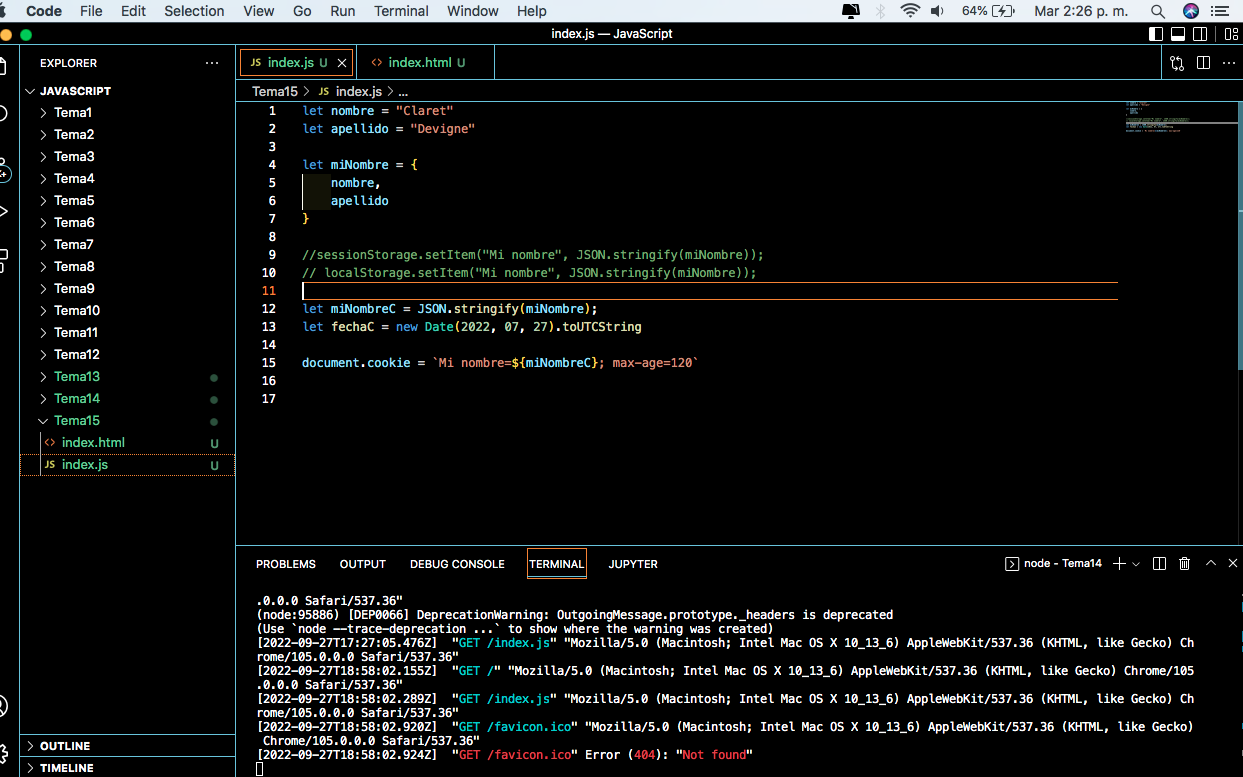 Code File Edit Selection View Go Run Terminal Window Help 64% Mar 2:26 p. m.
index.js — JavaScript
EXPLORER ...
JS index.js U <> index.html U
JAVASCRIPT
Tema15 > JS index.js > ...
Tema1
Tema2
Tema3
Tema4
Tema5
Tema6
Tema7
Tema8
Tema9
Tema10
Tema11
Tema12
Tema13
Tema14
Tema15
<> index.html U
JS index.js U
OUTLINE
TIMELINE
1 let nombre = "Claret"
2 let apellido = "Devigne"
3
4 let miNombre = {
5 nombre,
6 apellido
7 }
8
9 //sessionStorage.setItem("Mi nombre", JSON.stringify(miNombre));
10 // localStorage.setItem("Mi nombre", JSON.stringify(miNombre));
11
12 let miNombreC = JSON.stringify(miNombre);
13 let fechaC = new Date(2022, 07, 27).toUTCString
14
15 document.cookie = `Mi nombre=${miNombreC}; max-age=120`
16
17
PROBLEMS OUTPUT DEBUG CONSOLE TERMINAL JUPYTER node - Tema14
.0.0.0 Safari/537.36"
(node:95886) [DEP0066] DeprecationWarning: OutgoingMessage.prototype._headers is deprecated
(Use `node --trace-deprecation ...` to show where the warning was created)
[2022-09-27T17:27:05.476Z] "GET /index.js" "Mozilla/5.0 (Macintosh; Intel Mac OS X 10_13_6) AppleWebKit/537.36 (KHTML, like Gecko) Ch
rome/105.0.0.0 Safari/537.36"
[2022-09-27T18:58:02.155Z] "GET /" "Mozilla/5.0 (Macintosh; Intel Mac OS X 10_13_6) AppleWebKit/537.36 (KHTML, like Gecko) Chrome/105
.0.0.0 Safari/537.36"
[2022-09-27T18:58:02.289Z] "GET /index.js" "Mozilla/5.0 (Macintosh; Intel Mac OS X 10_13_6) AppleWebKit/537.36 (KHTML, like Gecko) Ch
rome/105.0.0.0 Safari/537.36"
[2022-09-27T18:58:02.920Z] "GET /favicon.ico" "Mozilla/5.0 (Macintosh; Intel Mac OS X 10_13_6) AppleWebKit/537.36 (KHTML, like Gecko)
Chrome/105.0.0.0 Safari/537.36"
[2022-09-27T18:58:02.924Z] "GET /favicon.ico" Error (404): "Not found"